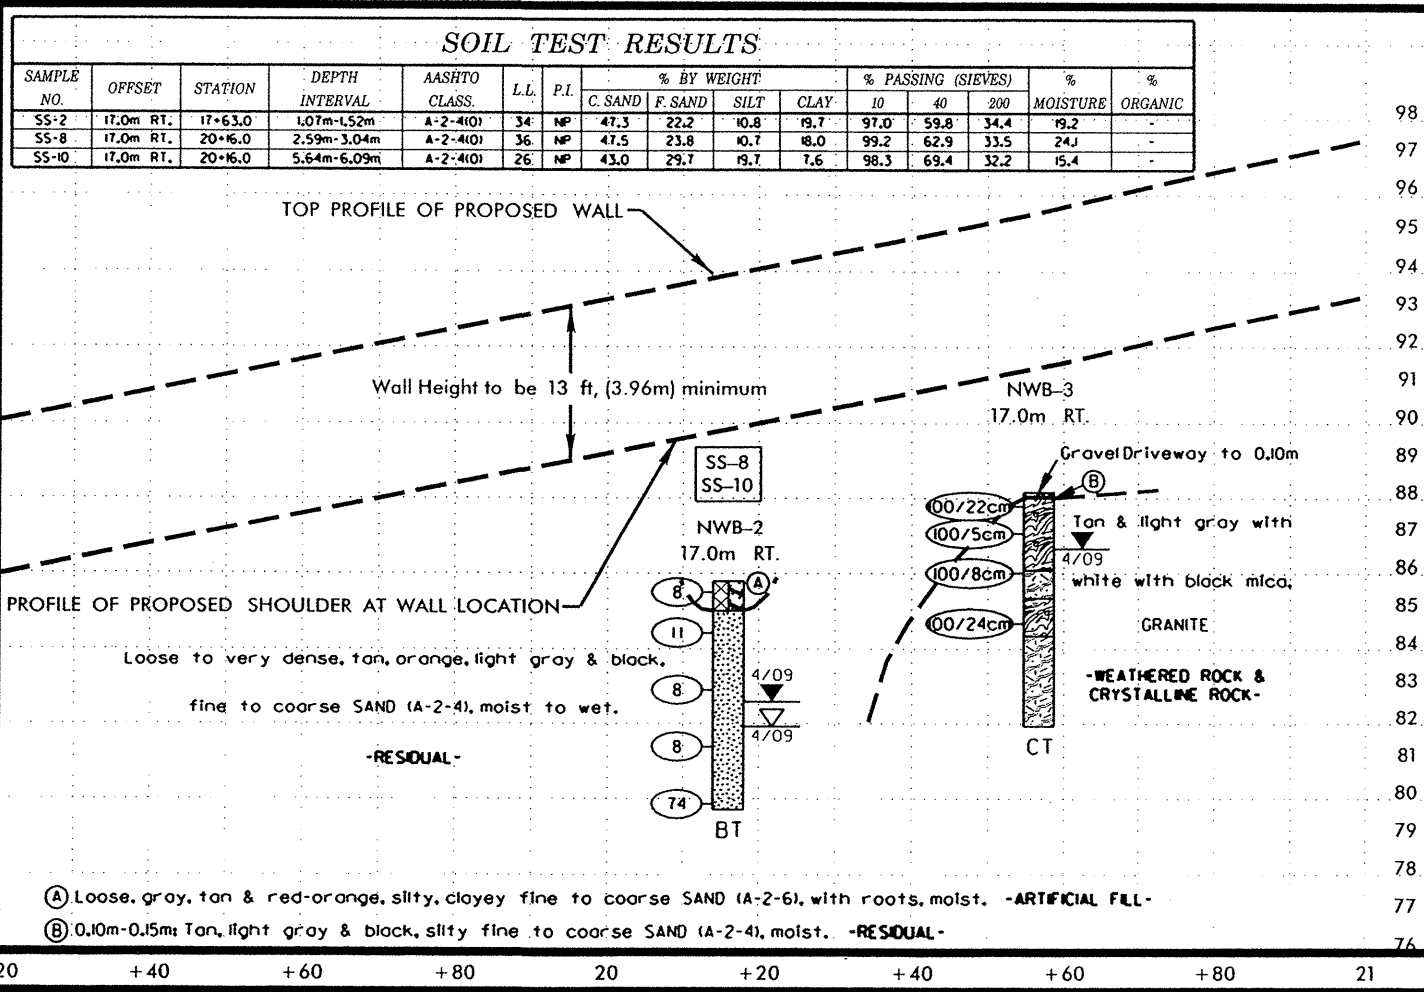 SOIL TEST RESULTS
SAMPLE NO. OFFSET STATION DEPTH INTERVAL AASHTO CLASS. L.L. P.I. % BY WEIGHT % PASSING (SIEVES) % MOISTURE % ORGANIC
C. SAND F. SAND SILT CLAY 10 40 200
SS-2 17.0m RT. 17+63.0 1.07m-1.52m A-2-4(0) 34 NP 47.3 22.2 10.8 19.7 97.0 59.8 34.4 19.2 -
SS-8 17.0m RT. 20+16.0 2.59m-3.04m A-2-4(0) 36 NP 47.5 23.8 10.7 18.0 99.2 62.9 33.5 24.1 -
SS-10 17.0m RT. 20+16.0 5.64m-6.09m A-2-4(0) 26 NP 43.0 29.7 19.7 7.6 98.3 69.4 32.2 15.4 -
TOP PROFILE OF PROPOSED WALL
Wall Height to be 13 ft, (3.96m) minimum
NWB-3
17.0m RT.
Gravel Driveway to 0.10m
B
SS-8
SS-10
NWB-2
17.0m RT.
A
PROFILE OF PROPOSED SHOULDER AT WALL LOCATION
8
11
8
8
74
4/09
4/09
BT
Loose to very dense, tan, orange, light gray & black,
fine to coarse SAND (A-2-4), moist to wet.
-RESIDUAL-
100/22cm
100/5cm
100/8cm
100/24cm
CT
Tan & light gray with
4/09
white with black mica,
GRANITE
-WEATHERED ROCK &
CRYSTALLINE ROCK-
A Loose, gray, tan & red-orange, silty, clayey fine to coarse SAND (A-2-6), with roots, moist. -ARTIFICIAL FILL-
B 0.10m-0.15m: Tan, light gray & black, silty fine to coarse SAND (A-2-4), moist. -RESIDUAL-
98
97
96
95
94
93
92
91
90
89
88
87
86
85
84
83
82
81
80
79
78
77
76
20 +40 +60 +80 20 +20 +40 +60 +80 21